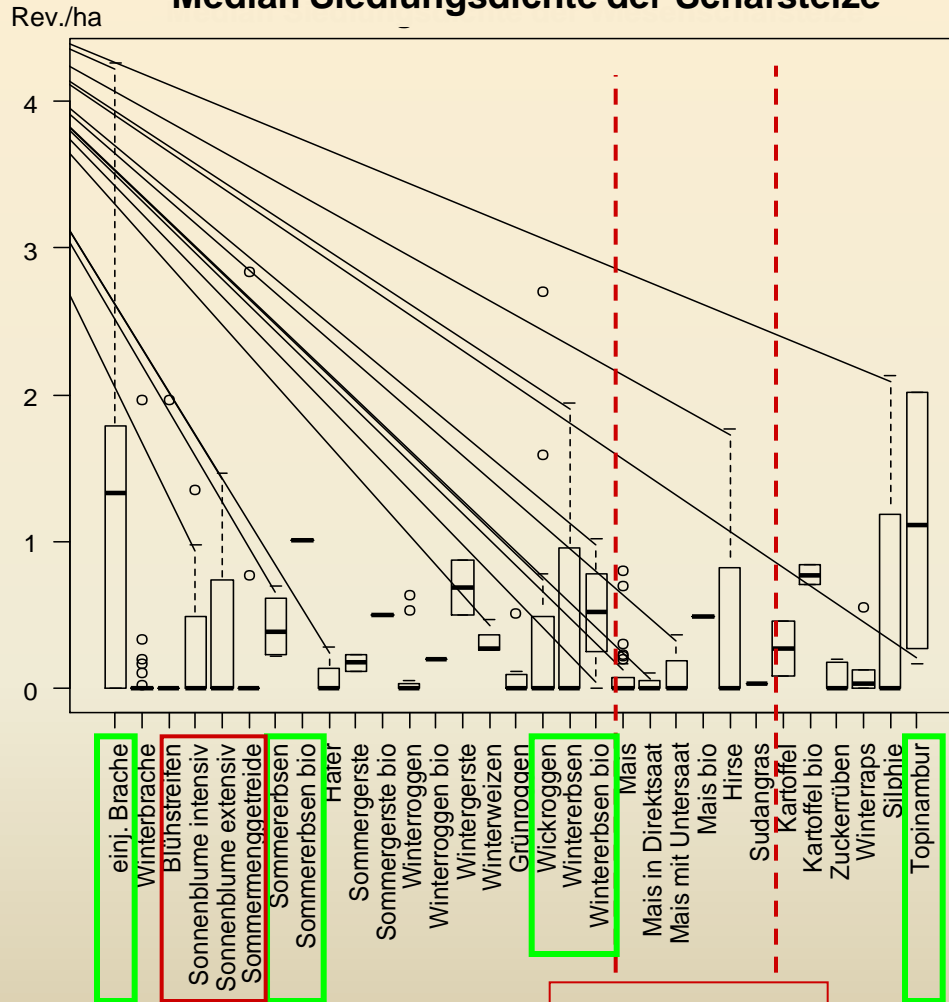 Median Siedlungsdichte der Schafstelze
Rev./ha
4
3
2
1
0
einj. Brache
Winterbrache
Blühstreifen
Sonnenblume intensiv
Sonnenblume extensiv
Sommermenggetreide
Sommererbsen
Sommererbsen bio
Hafer
Sommergerste
Sommergerste bio
Winterroggen
Winterroggen bio
Wintergerste
Winterweizen
Grünroggen
Wickroggen
Wintererbsen
Wintererbsen bio
Mais
Mais in Direktsaat
Mais mit Untersaat
Mais bio
Hirse
Sudangras
Kartoffel
Kartoffel bio
Zuckerrüben
Winterraps
Silphie
Topinambur